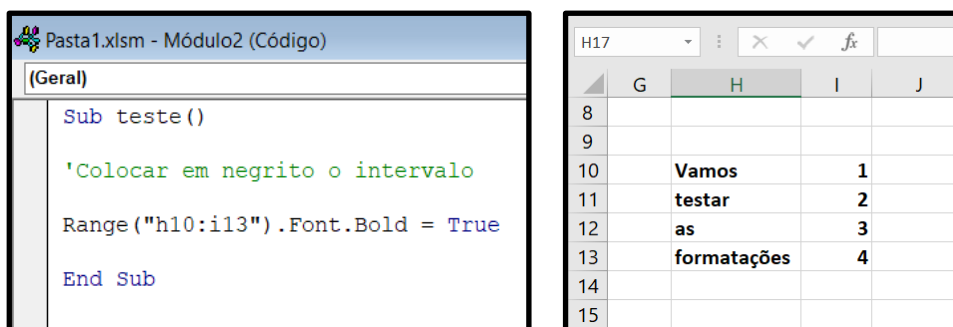 Pasta1.xlsm - Módulo2 (Código)
(Geral)
Sub teste()
'Colocar em negrito o intervalo
Range("h10:i13").Font.Bold = True
End Sub
H17 fx
G H I J
8
9
10 Vamos 1
11 testar 2
12 as 3
13 formatações 4
14
15